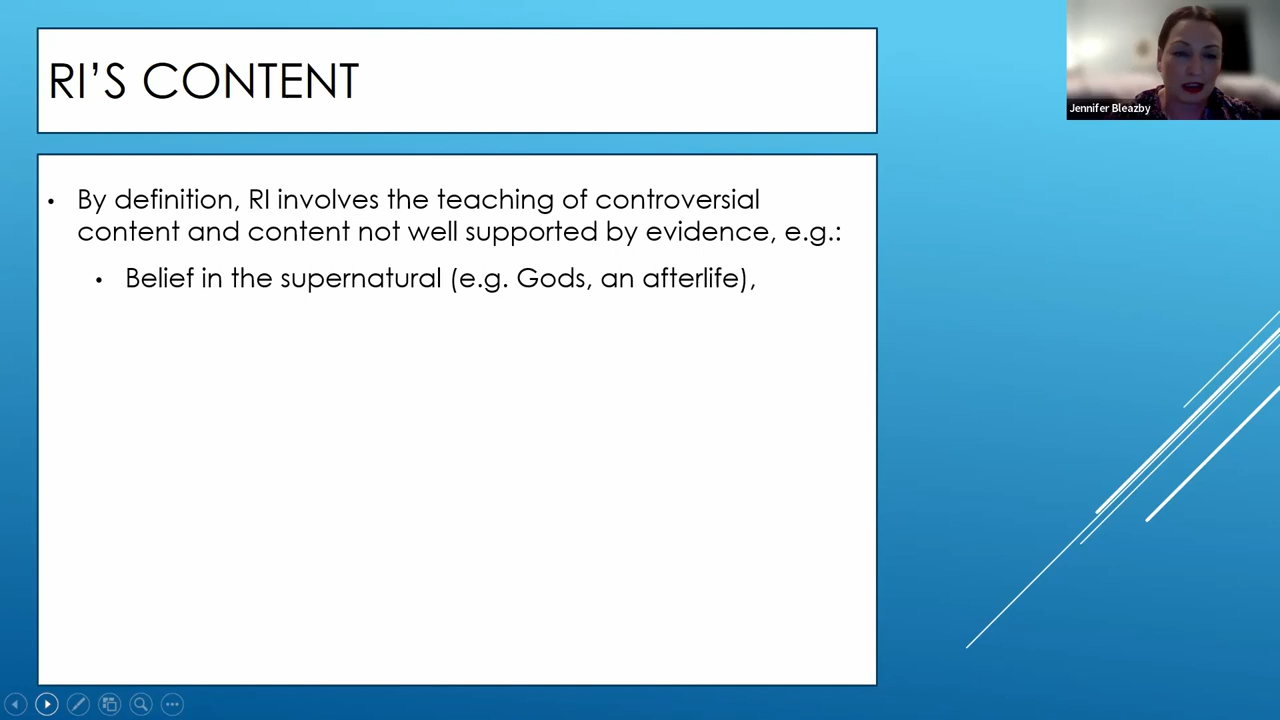 RI'S CONTENT
Jennifer Bleazby
• By definition, RI involves the teaching of controversial
content and content not well supported by evidence, e.g.:
• Belief in the supernatural (e.g. Gods, an afterlife),